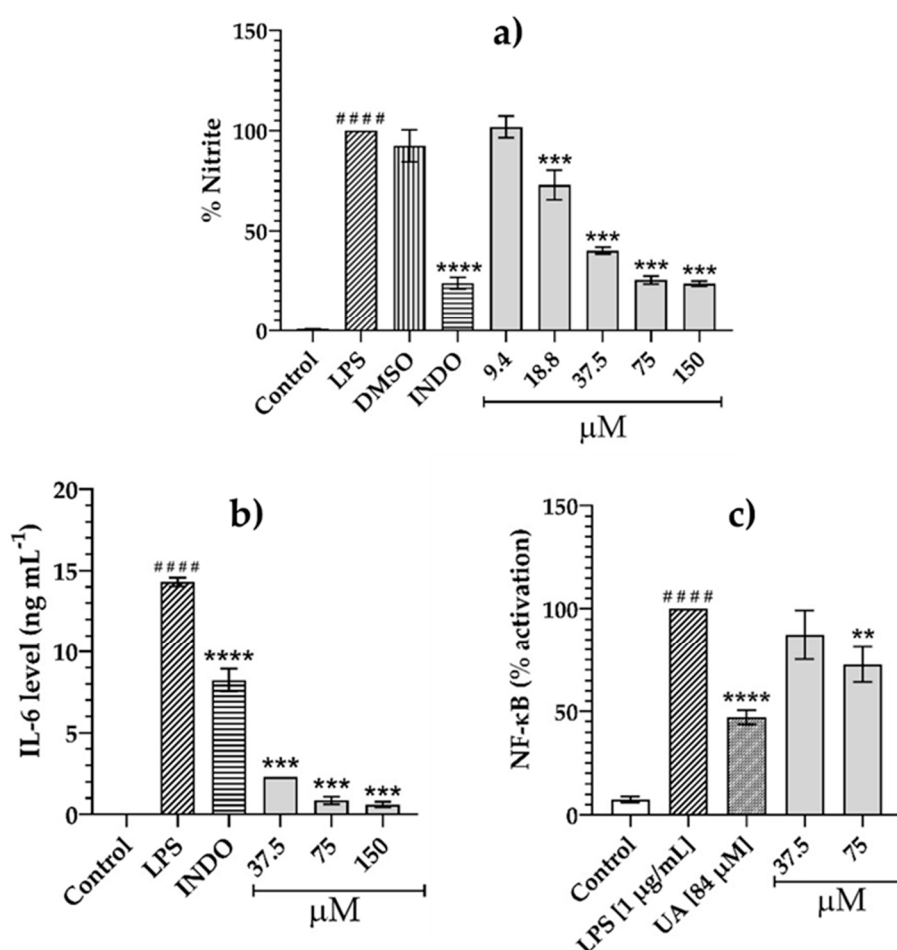 a)
% Nitrite
150
100
50
0
####
****
***
***
***
***
Control
LPS
DMSO
INDO
9.4
18.8
37.5
75
150
μM
b)
IL-6 level (ng mL⁻¹)
20
15
10
5
0
####
****
***
***
***
Control
LPS
INDO
37.5
75
150
μM
c)
NF-κB (% activation)
150
100
50
0
####
****
**
Control
LPS [1 μg/mL]
UA [84 μM]
37.5
75
μM